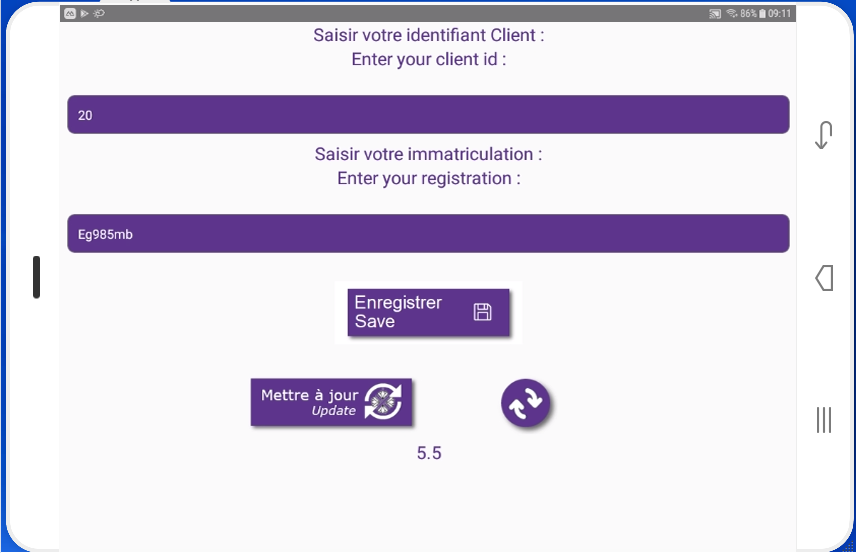 86% 09:11
Saisir votre identifiant Client :
Enter your client id :
20
Saisir votre immatriculation :
Enter your registration :
Eg985mb
Enregistrer
Save
Mettre à jour
Update
5.5